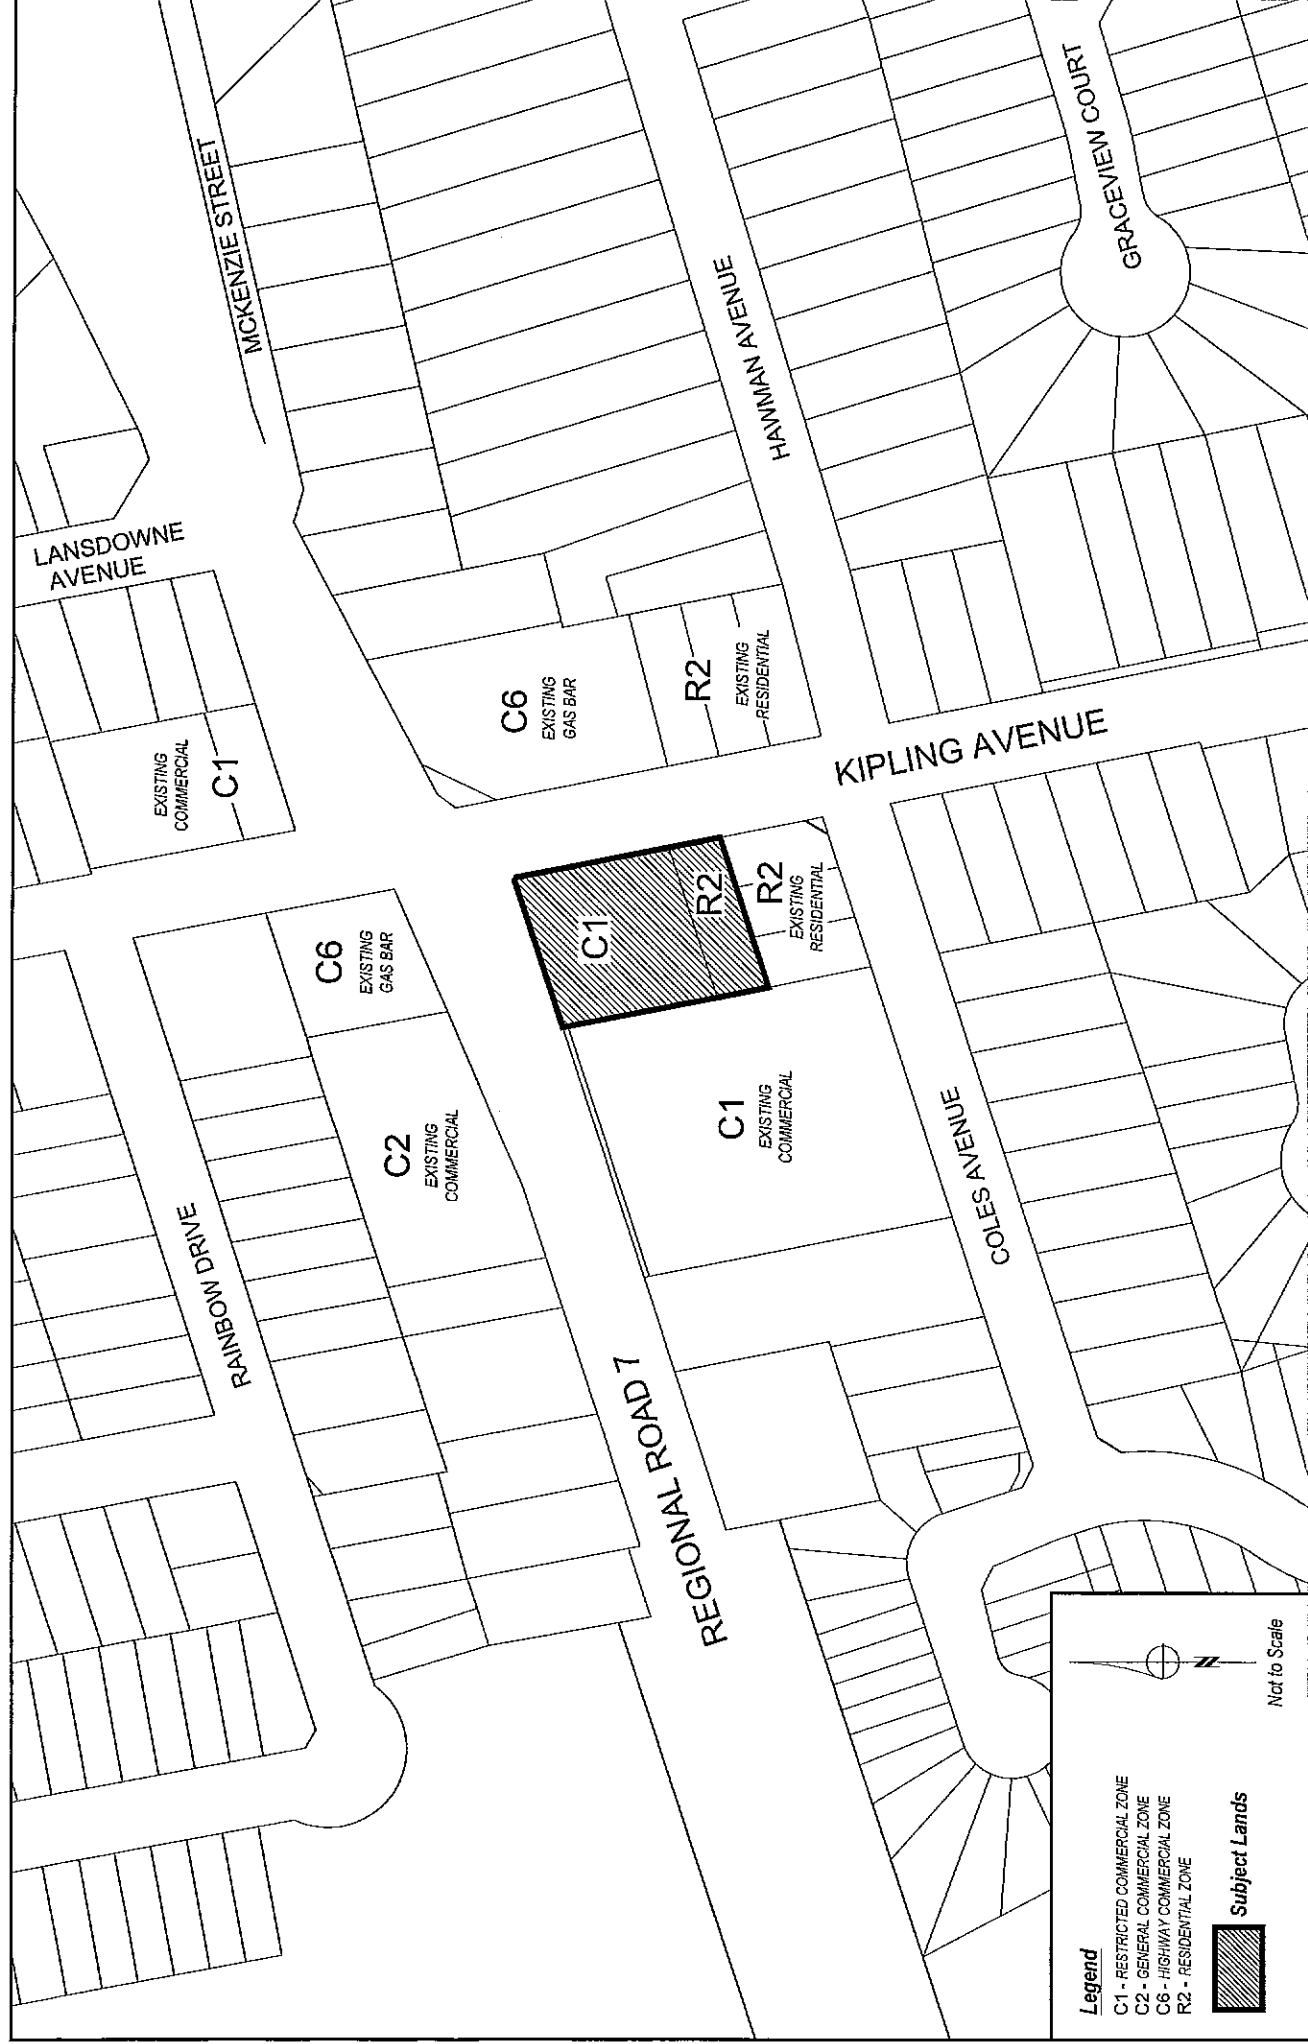 LANSDOWNE
AVENUE
MCKENZIE STREET
GRACEVIEW COURT
HAWMAN AVENUE
EXISTING
COMMERCIAL
C1
C6
EXISTING
GAS BAR
R2
EXISTING
RESIDENTIAL
KIPLING AVENUE
C6
EXISTING
GAS BAR
C1
R2
R2
EXISTING
RESIDENTIAL
C2
EXISTING
COMMERCIAL
C1
EXISTING
COMMERCIAL
RAINBOW DRIVE
COLES AVENUE
REGIONAL ROAD 7
Legend
C1 - RESTRICTED COMMERCIAL ZONE
C2 - GENERAL COMMERCIAL ZONE
C6 - HIGHWAY COMMERCIAL ZONE
R2 - RESIDENTIAL ZONE
Subject Lands
N
Not to Scale